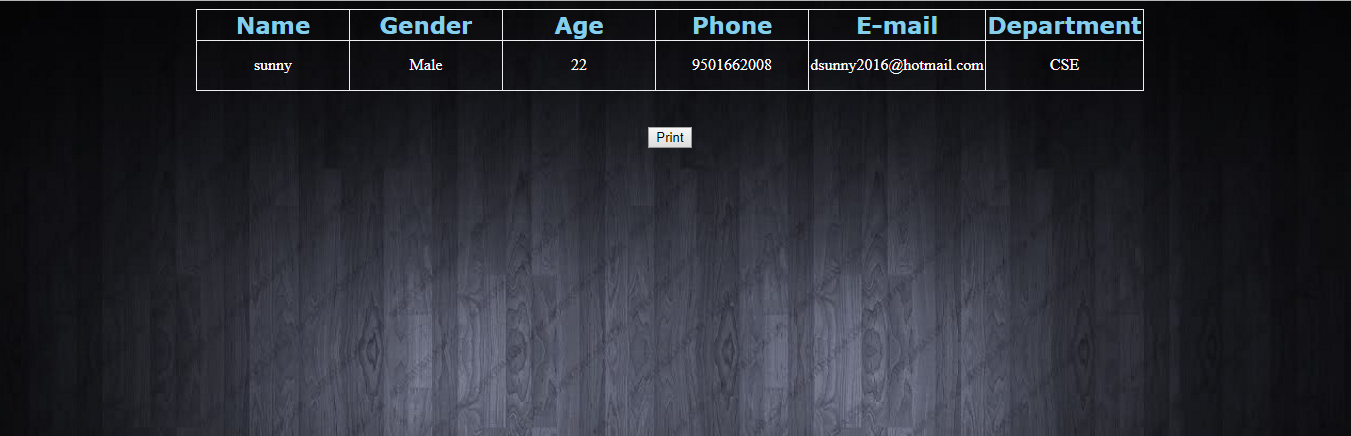 Name Gender Age Phone E-mail Department
sunny Male 22 9501662008 dsunny2016@hotmail.com CSE
Print